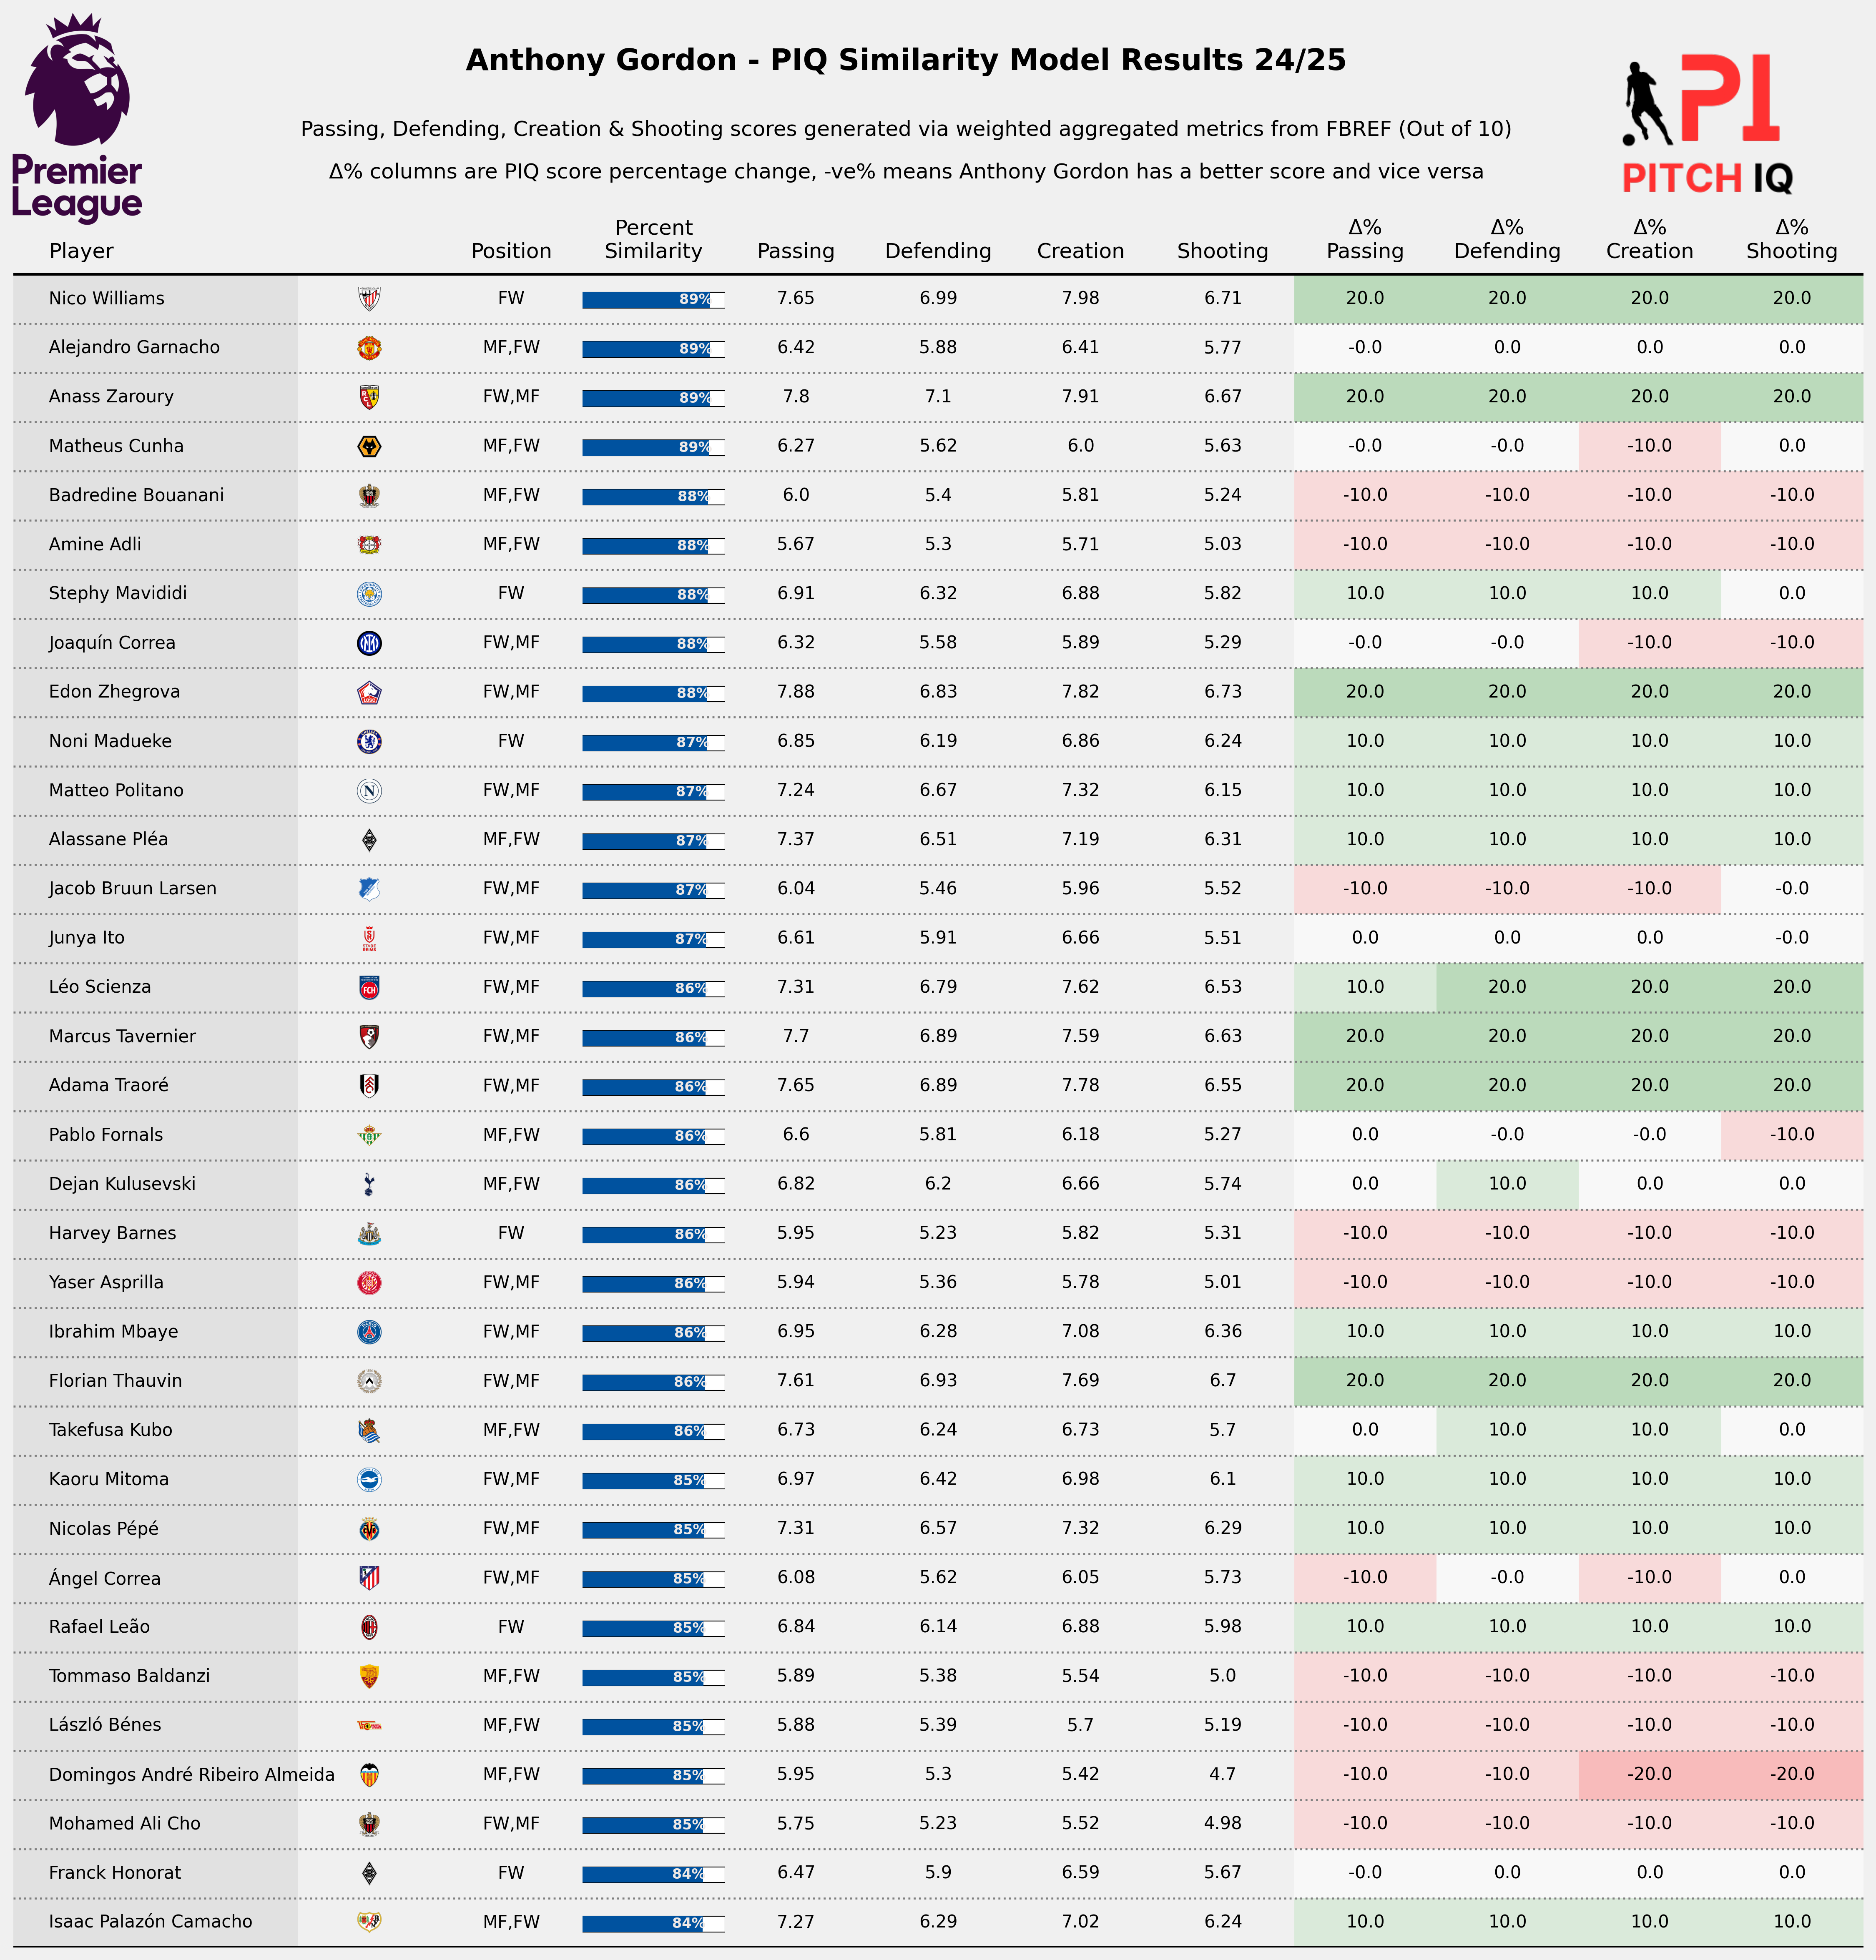 Anthony Gordon - PIQ Similarity Model Results 24/25
Passing, Defending, Creation & Shooting scores generated via weighted aggregated metrics from FBREF (Out of 10)
Δ% columns are PIQ score percentage change, -ve% means Anthony Gordon has a better score and vice versa
Premier
League
PI
PITCH IQ
Player Position Percent Similarity Passing Defending Creation Shooting Δ% Passing Δ% Defending Δ% Creation Δ% Shooting
Nico Williams FW 89% 7.65 6.99 7.98 6.71 20.0 20.0 20.0 20.0
Alejandro Garnacho MF,FW 89% 6.42 5.88 6.41 5.77 -0.0 0.0 0.0 0.0
Anass Zaroury FW,MF 89% 7.8 7.1 7.91 6.67 20.0 20.0 20.0 20.0
Matheus Cunha MF,FW 89% 6.27 5.62 6.0 5.63 -0.0 -0.0 -10.0 0.0
Badredine Bouanani MF,FW 88% 6.0 5.4 5.81 5.24 -10.0 -10.0 -10.0 -10.0
Amine Adli MF,FW 88% 5.67 5.3 5.71 5.03 -10.0 -10.0 -10.0 -10.0
Stephy Mavididi FW 88% 6.91 6.32 6.88 5.82 10.0 10.0 10.0 0.0
Joaquín Correa FW,MF 88% 6.32 5.58 5.89 5.29 -0.0 -0.0 -10.0 -10.0
Edon Zhegrova FW,MF 88% 7.88 6.83 7.82 6.73 20.0 20.0 20.0 20.0
Noni Madueke FW 87% 6.85 6.19 6.86 6.24 10.0 10.0 10.0 10.0
Matteo Politano FW,MF 87% 7.24 6.67 7.32 6.15 10.0 10.0 10.0 10.0
Alassane Pléa MF,FW 87% 7.37 6.51 7.19 6.31 10.0 10.0 10.0 10.0
Jacob Bruun Larsen FW,MF 87% 6.04 5.46 5.96 5.52 -10.0 -10.0 -10.0 -0.0
Junya Ito FW,MF 87% 6.61 5.91 6.66 5.51 0.0 0.0 0.0 -0.0
Léo Scienza FW,MF 86% 7.31 6.79 7.62 6.53 10.0 20.0 20.0 20.0
Marcus Tavernier FW,MF 86% 7.7 6.89 7.59 6.63 20.0 20.0 20.0 20.0
Adama Traoré FW,MF 86% 7.65 6.89 7.78 6.55 20.0 20.0 20.0 20.0
Pablo Fornals MF,FW 86% 6.6 5.81 6.18 5.27 0.0 -0.0 -0.0 -10.0
Dejan Kulusevski MF,FW 86% 6.82 6.2 6.66 5.74 0.0 10.0 0.0 0.0
Harvey Barnes FW 86% 5.95 5.23 5.82 5.31 -10.0 -10.0 -10.0 -10.0
Yaser Asprilla FW,MF 86% 5.94 5.36 5.78 5.01 -10.0 -10.0 -10.0 -10.0
Ibrahim Mbaye FW,MF 86% 6.95 6.28 7.08 6.36 10.0 10.0 10.0 10.0
Florian Thauvin FW,MF 86% 7.61 6.93 7.69 6.7 20.0 20.0 20.0 20.0
Takefusa Kubo MF,FW 86% 6.73 6.24 6.73 5.7 0.0 10.0 10.0 0.0
Kaoru Mitoma FW,MF 85% 6.97 6.42 6.98 6.1 10.0 10.0 10.0 10.0
Nicolas Pépé FW,MF 85% 7.31 6.57 7.32 6.29 10.0 10.0 10.0 10.0
Ángel Correa FW,MF 85% 6.08 5.62 6.05 5.73 -10.0 -0.0 -10.0 0.0
Rafael Leão FW 85% 6.84 6.14 6.88 5.98 10.0 10.0 10.0 10.0
Tommaso Baldanzi MF,FW 85% 5.89 5.38 5.54 5.0 -10.0 -10.0 -10.0 -10.0
László Bénes MF,FW 85% 5.88 5.39 5.7 5.19 -10.0 -10.0 -10.0 -10.0
Domingos André Ribeiro Almeida MF,FW 85% 5.95 5.3 5.42 4.7 -10.0 -10.0 -20.0 -20.0
Mohamed Ali Cho FW,MF 85% 5.75 5.23 5.52 4.98 -10.0 -10.0 -10.0 -10.0
Franck Honorat FW 84% 6.47 5.9 6.59 5.67 -0.0 0.0 0.0 0.0
Isaac Palazón Camacho MF,FW 84% 7.27 6.29 7.02 6.24 10.0 10.0 10.0 10.0